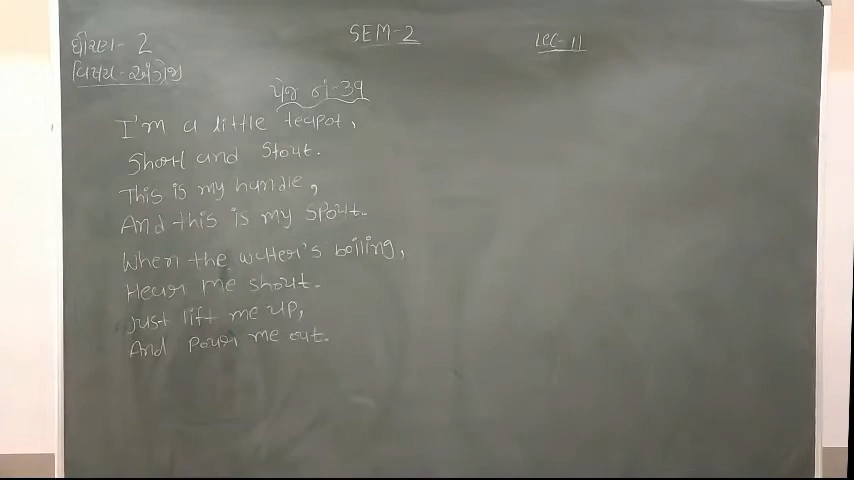 ધોરણ- 2
SEM-2
LEC-11
વિષય-અંગ્રેજી
પેજ નં-39
I'm a little teapot,
Short and Stout.
This is my handle,
And this is my spout.
When the water's boiling,
Hear me shout.
Just lift me up,
And pour me out.